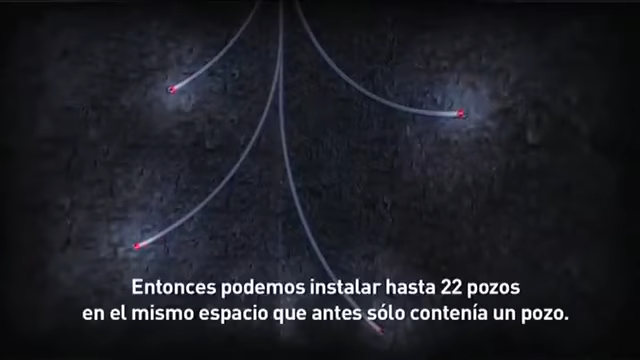 Entonces podemos instalar hasta 22 pozos
en el mismo espacio que antes sólo contenía un pozo.